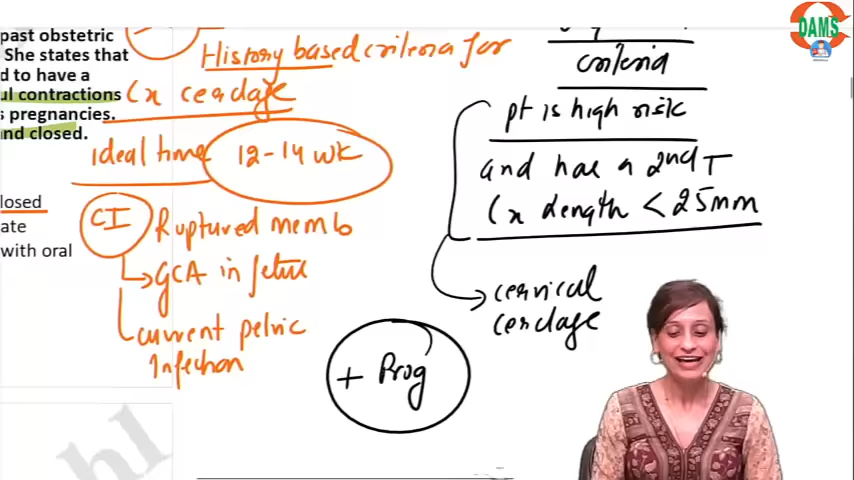 past obstetric
She states that
d to have a
ul contractions
s pregnancies.
nd closed.
losed
ate
with oral
History based criteria for
Cx cerclage
ideal time 12-14 wk
CI Ruptured memb
GCA in fetus
current pelvic
Infection
criteria
pt is high risk
and has a 2nd T
Cx length < 25mm
cervical
cerclage
+ Prog
DAMS